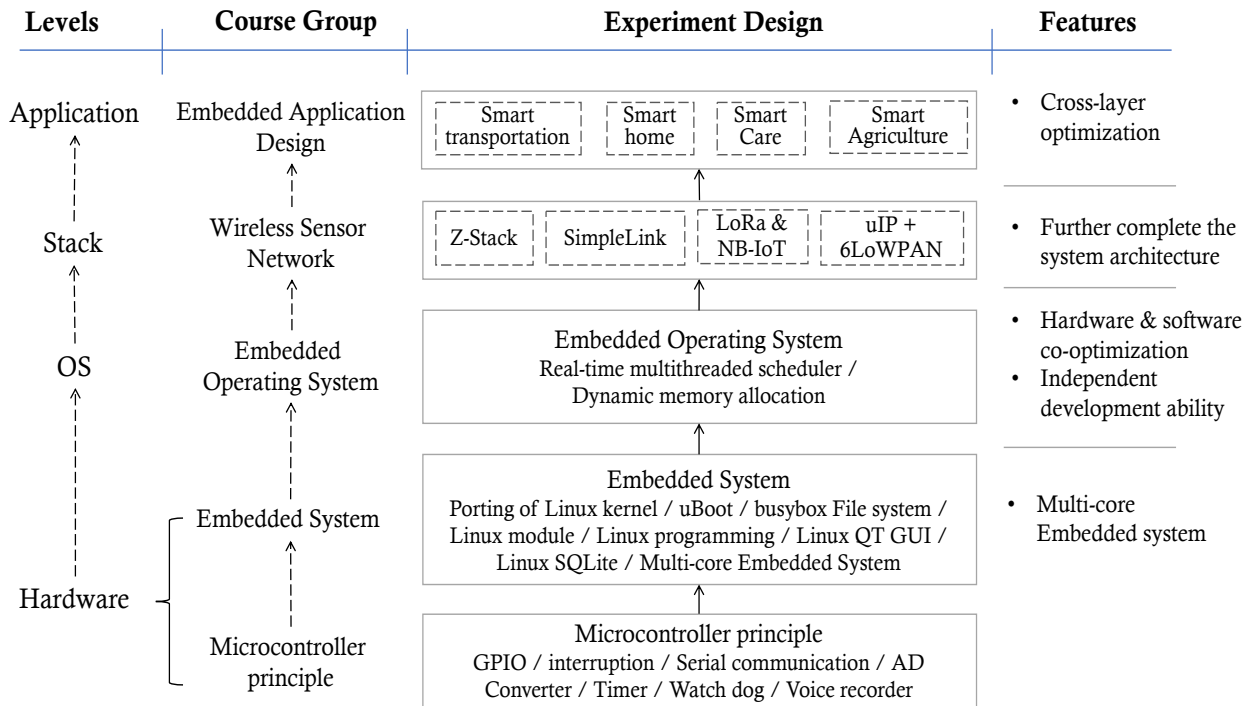 Levels
Course Group
Experiment Design
Features
Application
Embedded Application
Design
Smart
transportation
Smart
home
Smart
Care
Smart
Agriculture
• Cross-layer
optimization
Stack
Wireless Sensor
Network
Z-Stack
SimpleLink
LoRa &
NB-IoT
uIP +
6LoWPAN
• Further complete the
system architecture
OS
Embedded
Operating System
Embedded Operating System
Real-time multithreaded scheduler /
Dynamic memory allocation
• Hardware & software
co-optimization
• Independent
development ability
Hardware
Embedded System
Embedded System
Porting of Linux kernel / uBoot / busybox File system /
Linux module / Linux programming / Linux QT GUI /
Linux SQLite / Multi-core Embedded System
• Multi-core
Embedded system
Microcontroller
principle
Microcontroller principle
GPIO / interruption / Serial communication / AD
Converter / Timer / Watch dog / Voice recorder